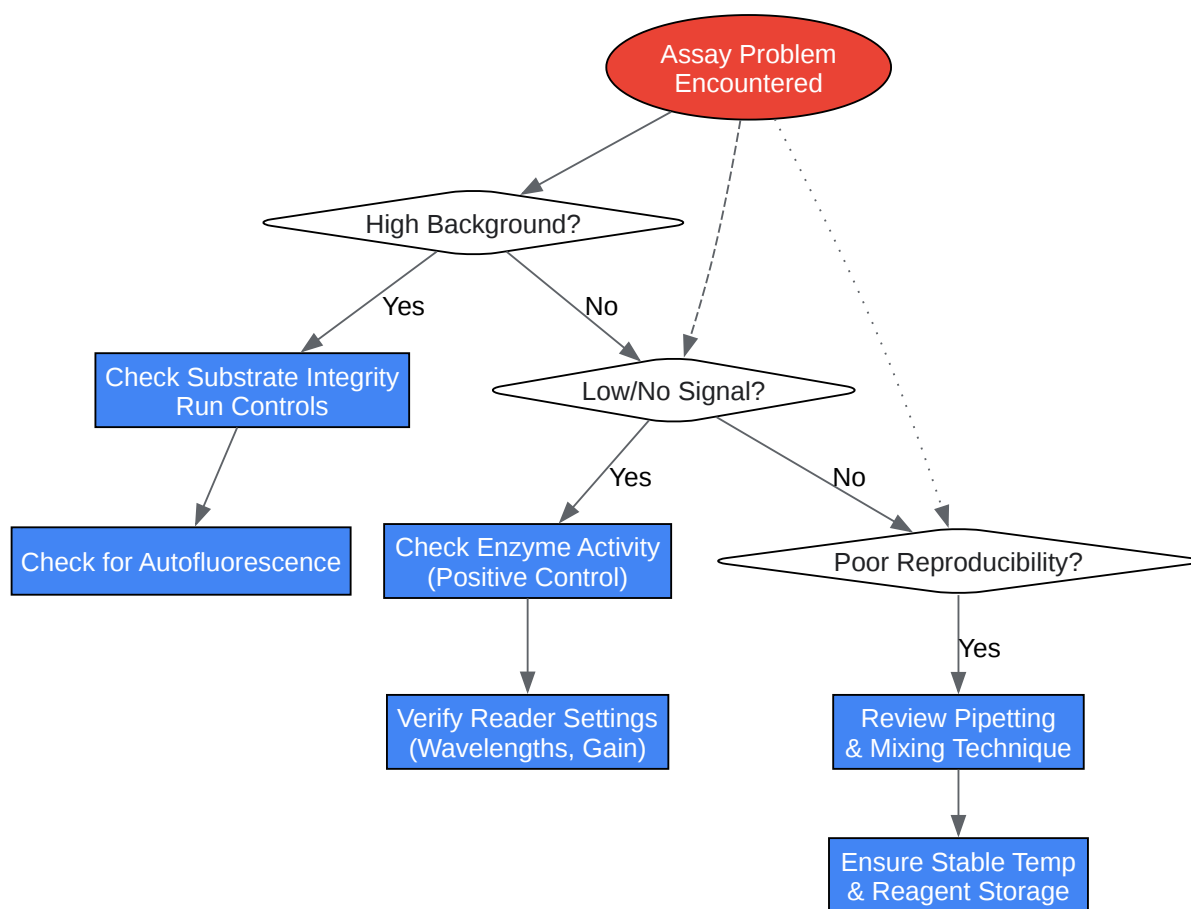 Assay Problem
Encountered
High Background?
Yes
No
Check Substrate Integrity
Run Controls
Low/No Signal?
Check for Autofluorescence
Yes
No
Check Enzyme Activity
(Positive Control)
Poor Reproducibility?
Yes
Verify Reader Settings
(Wavelengths, Gain)
Review Pipetting
& Mixing Technique
Ensure Stable Temp
& Reagent Storage